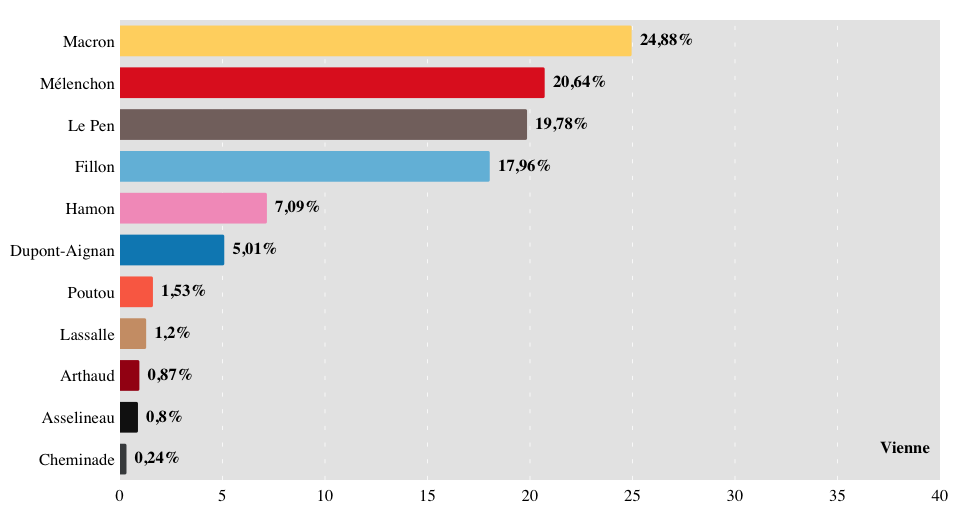 Macron 24,88%
Mélenchon 20,64%
Le Pen 19,78%
Fillon 17,96%
Hamon 7,09%
Dupont-Aignan 5,01%
Poutou 1,53%
Lassalle 1,2%
Arthaud 0,87%
Asselineau 0,8%
Vienne
Cheminade 0,24%
0 5 10 15 20 25 30 35 40